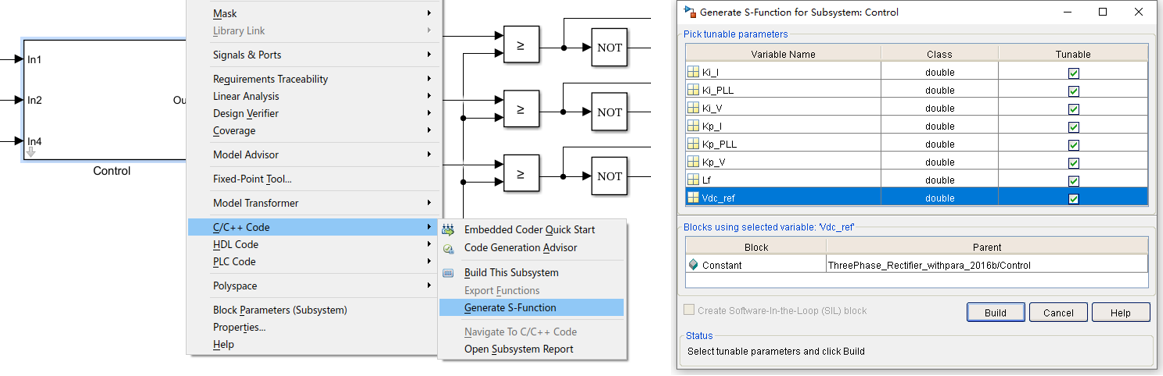 In1
In2
In4
Ou
Control
Mask
Library Link
Signals & Ports
Requirements Traceability
Linear Analysis
Design Verifier
Coverage
Model Advisor
Fixed-Point Tool...
Model Transformer
C/C++ Code
HDL Code
PLC Code
Polyspace
Block Parameters (Subsystem)
Properties...
Help
Embedded Coder Quick Start
Code Generation Advisor
Build This Subsystem
Export Functions
Generate S-Function
Navigate To C/C++ Code
Open Subsystem Report
≥ NOT
≥ NOT
≥ NOT
Generate S-Function for Subsystem: Control
Pick tunable parameters
Variable Name Class Tunable
Ki_I double
Ki_PLL double
Ki_V double
Kp_I double
Kp_PLL double
Kp_V double
Lf double
Vdc_ref double
Blocks using selected variable: 'Vdc_ref'
Block Parent
Constant ThreePhase_Rectifier_withpara_2016b/Control
Create Software-In-the-Loop (SIL) block
Build Cancel Help
Status
Select tunable parameters and click Build